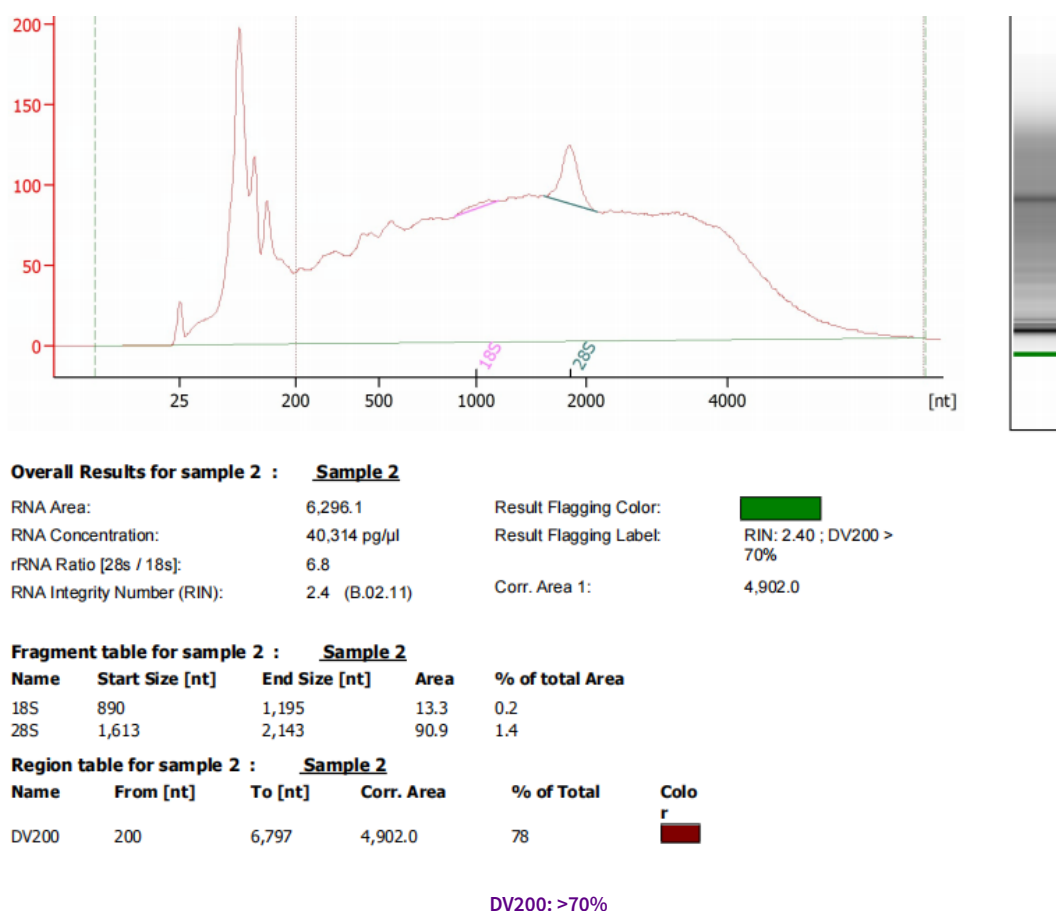 200
150
100
50
0
18S
28S
25 200 500 1000 2000 4000 [nt]
Overall Results for sample 2 : Sample 2
RNA Area: 6,296.1 Result Flagging Color:
RNA Concentration: 40,314 pg/µl Result Flagging Label: RIN: 2.40 ; DV200 >
70%
rRNA Ratio [28s / 18s]: 6.8
RNA Integrity Number (RIN): 2.4 (B.02.11) Corr. Area 1: 4,902.0
Fragment table for sample 2 : Sample 2
Name Start Size [nt] End Size [nt] Area % of total Area
18S 890 1,195 13.3 0.2
28S 1,613 2,143 90.9 1.4
Region table for sample 2 : Sample 2
Name From [nt] To [nt] Corr. Area % of Total Colo
r
DV200 200 6,797 4,902.0 78
DV200: >70%